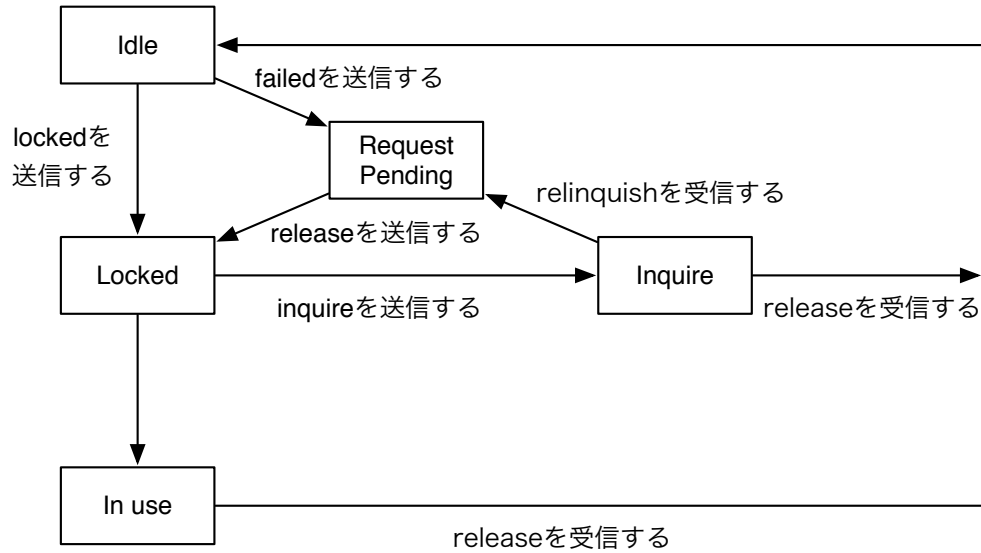 Idle
failedを送信する
lockedを
送信する
Request
Pending
relinquishを受信する
releaseを送信する
Locked
Inquire
inquireを送信する
releaseを受信する
In use
releaseを受信する